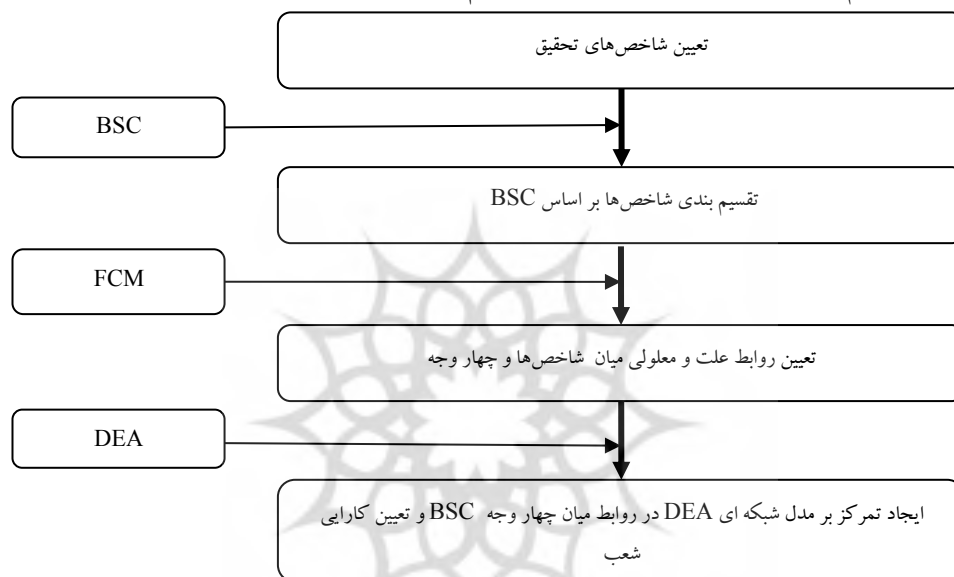 تعیین شاخص‌های تحقیق
BSC
تقسیم بندی شاخص‌ها بر اساس BSC
FCM
تعیین روابط علت و معلولی میان شاخص‌ها و چهار وجه
DEA
ایجاد تمرکز بر مدل شبکه ای DEA در روابط میان چهار وجه BSC و تعیین کارایی
شعب